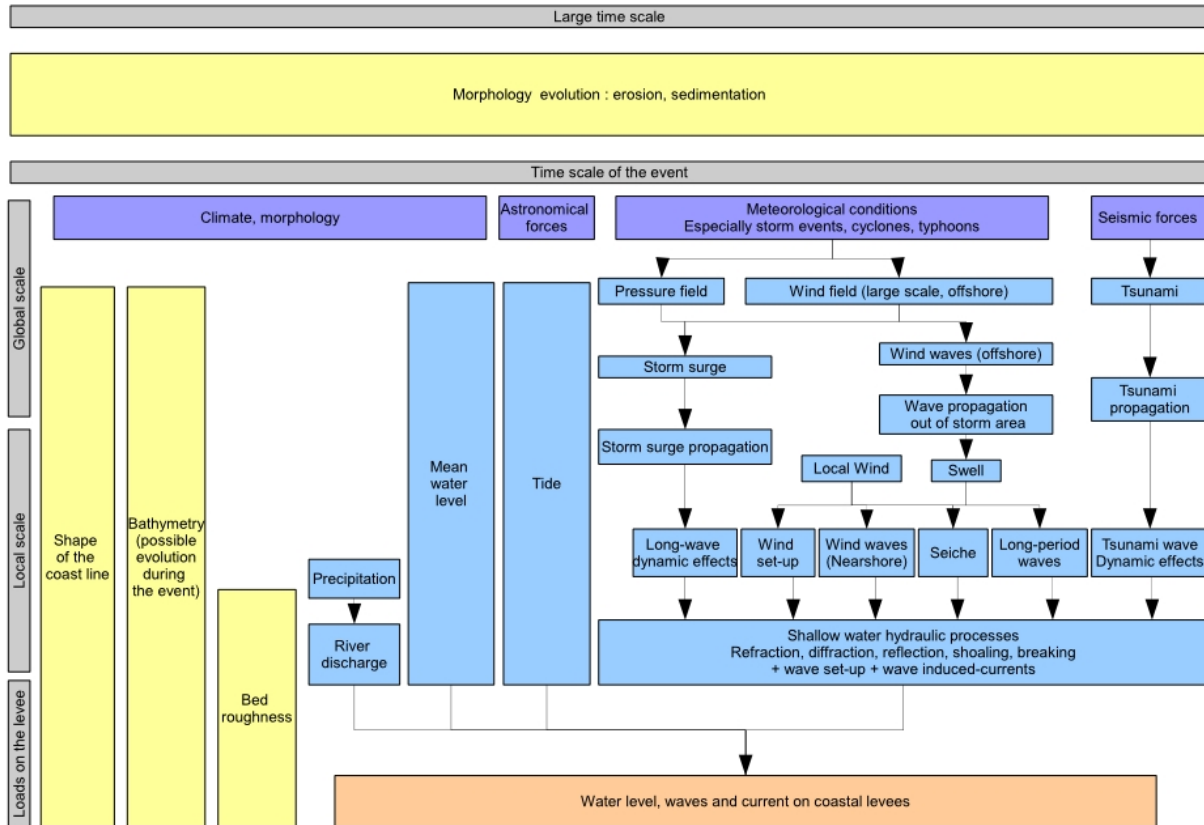 Large time scale
Morphology evolution : erosion, sedimentation
Time scale of the event
Global scale
Local scale
Loads on the levee
Climate, morphology
Astronomical
forces
Meteorological conditions
Especially storm events, cyclones, typhoons
Seismic forces
Pressure field
Wind field (large scale, offshore)
Tsunami
Storm surge
Wind waves (offshore)
Tsunami
propagation
Wave propagation
out of storm area
Storm surge propagation
Local Wind
Swell
Mean
water
level
Tide
Shape
of the
coast line
Bathymetry
(possible
evolution
during
the event)
Precipitation
River
discharge
Bed
roughness
Long-wave
dynamic effects
Wind
set-up
Wind waves
(Nearshore)
Seiche
Long-period
waves
Tsunami wave
Dynamic effects
Shallow water hydraulic processes
Refraction, diffraction, reflection, shoaling, breaking
+ wave set-up + wave induced-currents
Water level, waves and current on coastal levees